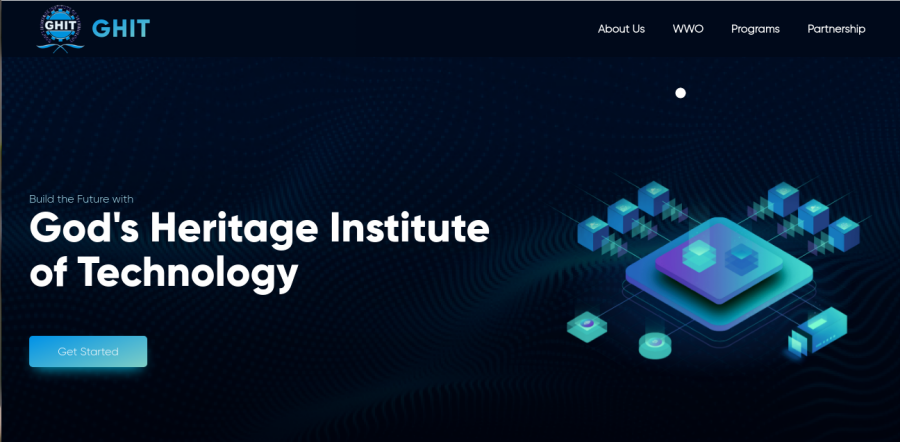 GHIT
GHIT
About Us
WWO
Programs
Partnership
Build the Future with
God's Heritage Institute
of Technology
Get Started